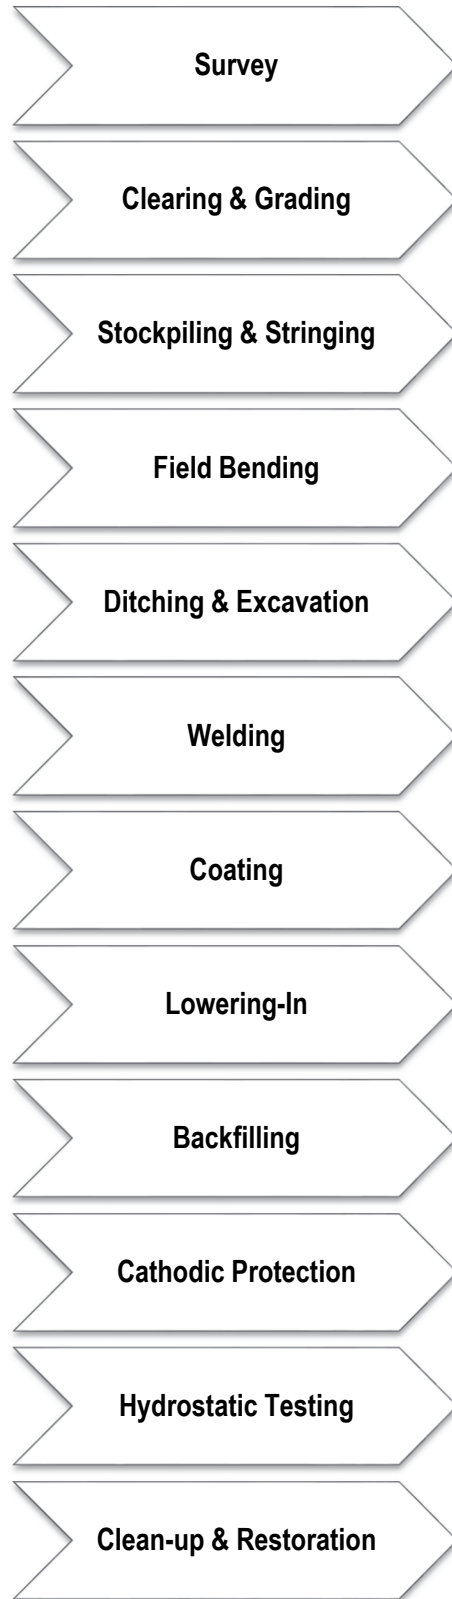 Survey
Clearing & Grading
Stockpiling & Stringing
Field Bending
Ditching & Excavation
Welding
Coating
Lowering-In
Backfilling
Cathodic Protection
Hydrostatic Testing
Clean-up & Restoration